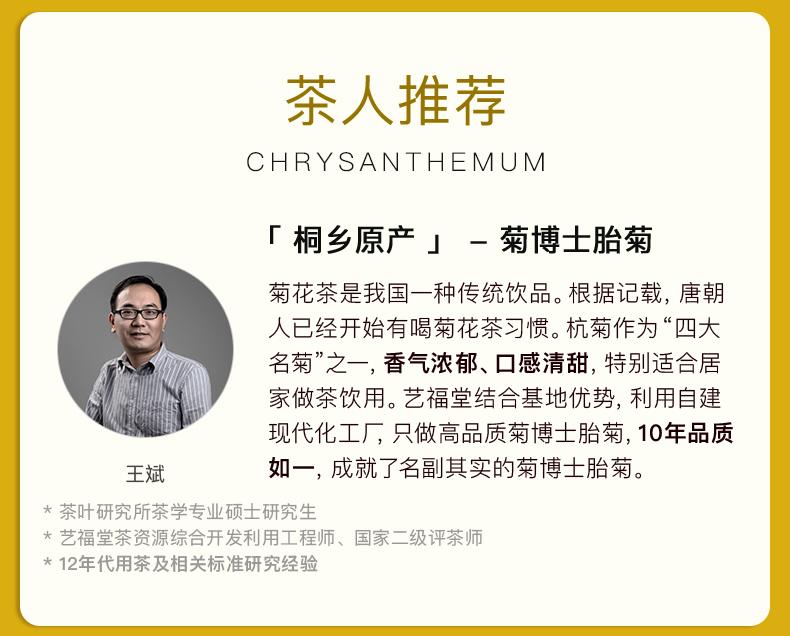 茶人推荐
CHRYSANTHEMUM
「 桐乡原产 」 – 菊博士胎菊
菊花茶是我国一种传统饮品。根据记载，唐朝
人已经开始有喝菊花茶习惯。杭菊作为“四大
名菊”之一，香气浓郁、口感清甜，特别适合居
家做茶饮用。艺福堂结合基地优势，利用自建
现代化工厂，只做高品质菊博士胎菊，10年品质
如一，成就了名副其实的菊博士胎菊。
王斌
* 茶叶研究所茶学专业硕士研究生
* 艺福堂茶资源综合开发利用工程师、国家二级评茶师
* 12年代用茶及相关标准研究经验